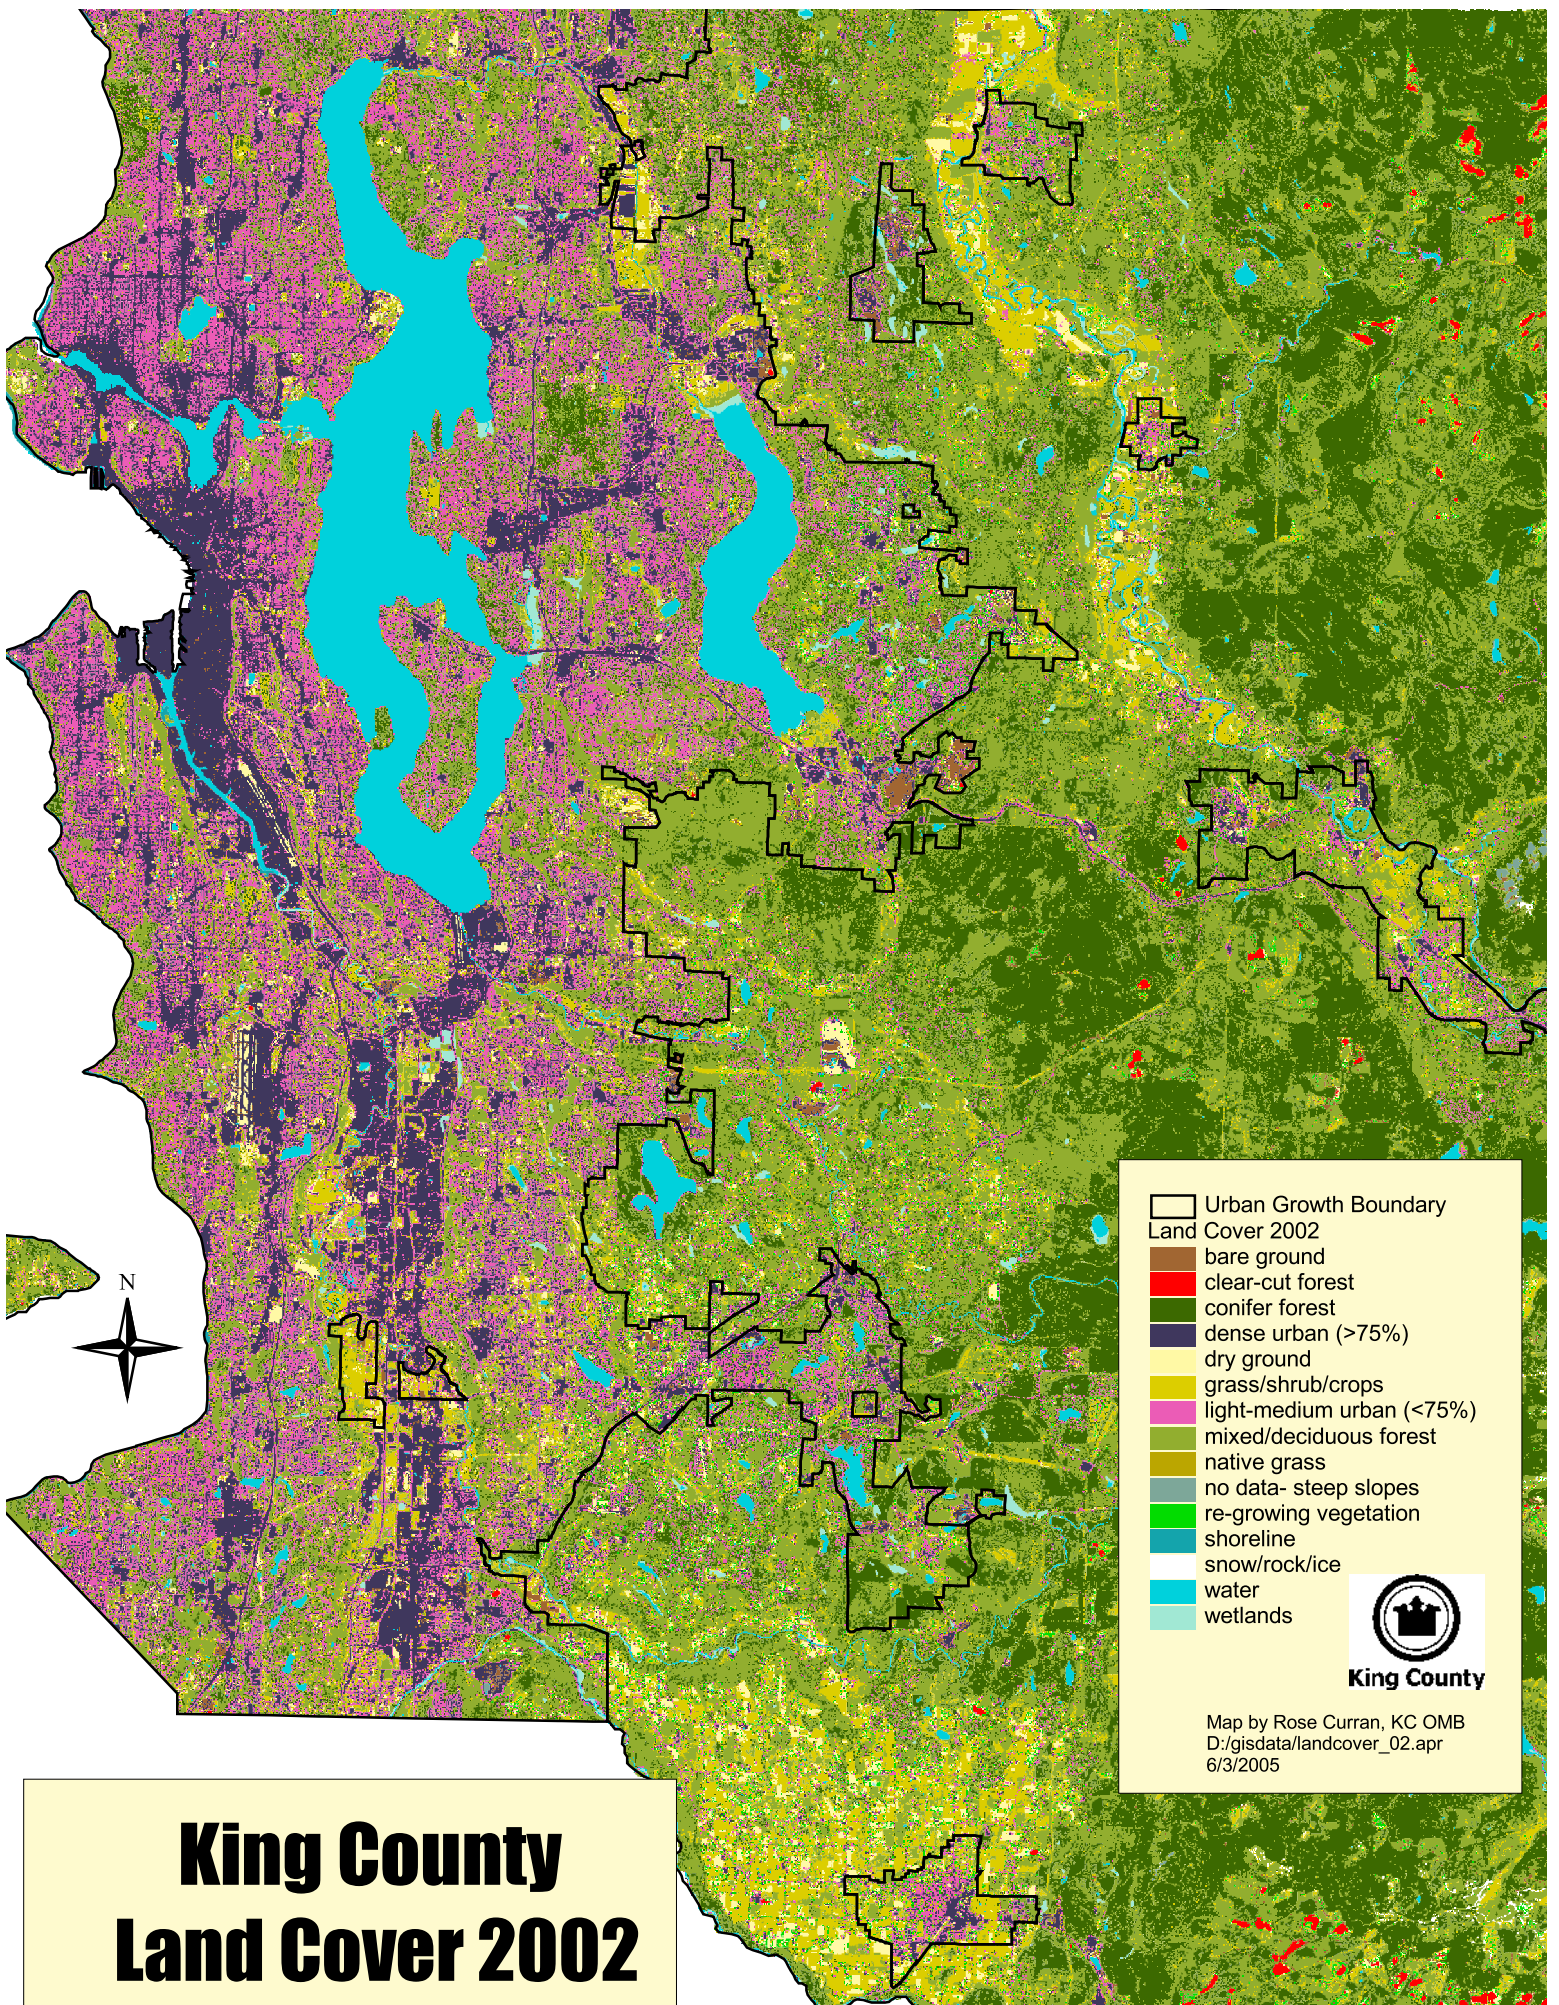 N
Urban Growth Boundary
Land Cover 2002
bare ground
clear-cut forest
conifer forest
dense urban (>75%)
dry ground
grass/shrub/crops
light-medium urban (<75%)
mixed/deciduous forest
native grass
no data- steep slopes
re-growing vegetation
shoreline
snow/rock/ice
water
wetlands
King County
Map by Rose Curran, KC OMB
D:/gisdata/landcover_02.apr
6/3/2005
King County
Land Cover 2002